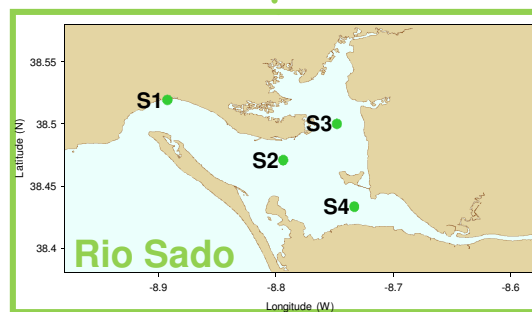 38.55
S1
38.5
S3
Latitude (N)
S2
38.45
S4
38.4
Rio Sado
-8.9
-8.8
-8.7
-8.6
Longitude (W)